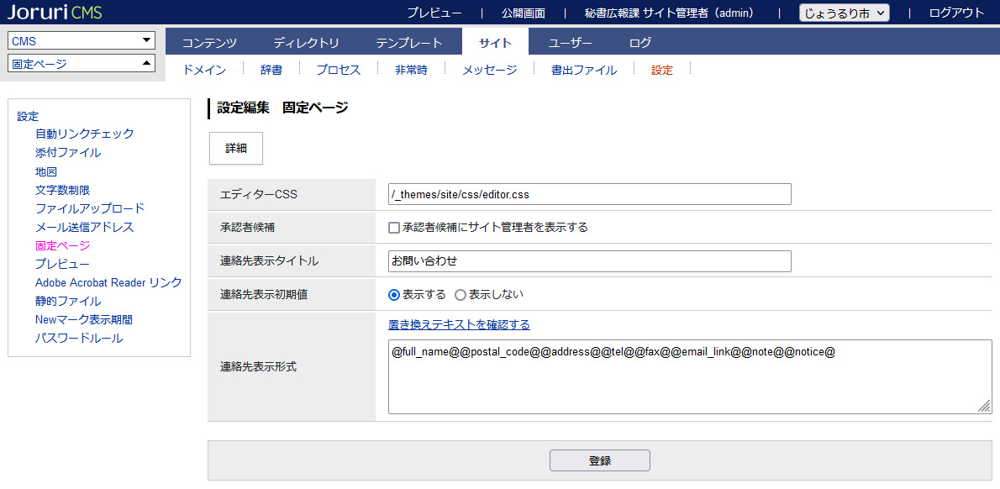 Joruri CMS
プレビュー | 公開画面 | 秘書広報課 サイト管理者（admin） | じょうるり市 | ログアウト
CMS
固定ページ
コンテンツ ディレクトリ テンプレート サイト ユーザー ログ
ドメイン 辞書 プロセス 非常時 メッセージ 書出ファイル 設定
設定
自動リンクチェック
添付ファイル
地図
文字数制限
ファイルアップロード
メール送信アドレス
固定ページ
プレビュー
Adobe Acrobat Reader リンク
静的ファイル
Newマーク表示期間
パスワードルール
設定編集　固定ページ
詳細
エディターCSS /_themes/site/css/editor.css
承認者候補 承認者候補にサイト管理者を表示する
連絡先表示タイトル お問い合わせ
連絡先表示初期値 表示する 表示しない
置き換えテキストを確認する
連絡先表示形式 @full_name@@postal_code@@address@@tel@@fax@@email_link@@note@@notice@
登録